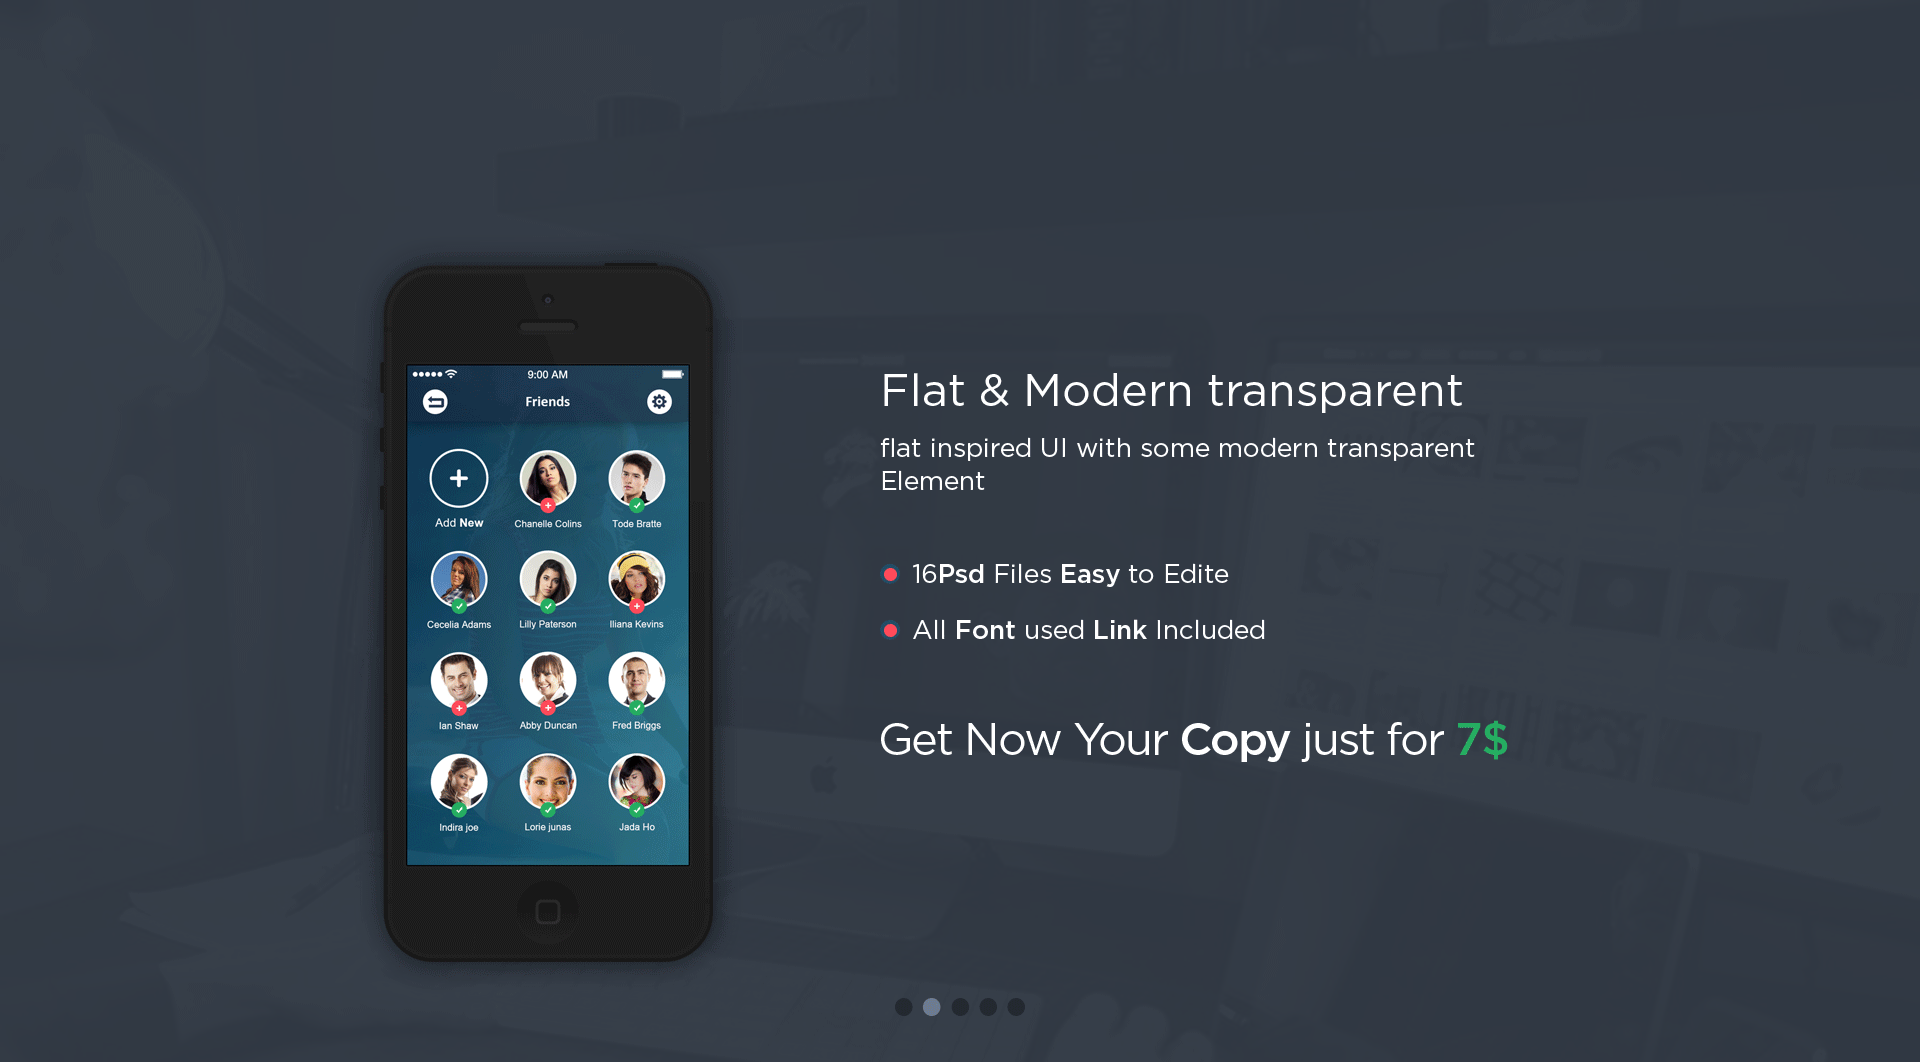 9:00 AM
Friends
Add New
Chanelle Colins
Tode Bratte
Cecelia Adams
Lilly Paterson
Iliana Kevins
Ian Shaw
Abby Duncan
Fred Briggs
Indira joe
Lorie junas
Jada Ho
Flat & Modern transparent
flat inspired UI with some modern transparent
Element
16Psd Files Easy to Edite
All Font used Link Included
Get Now Your Copy just for 7$